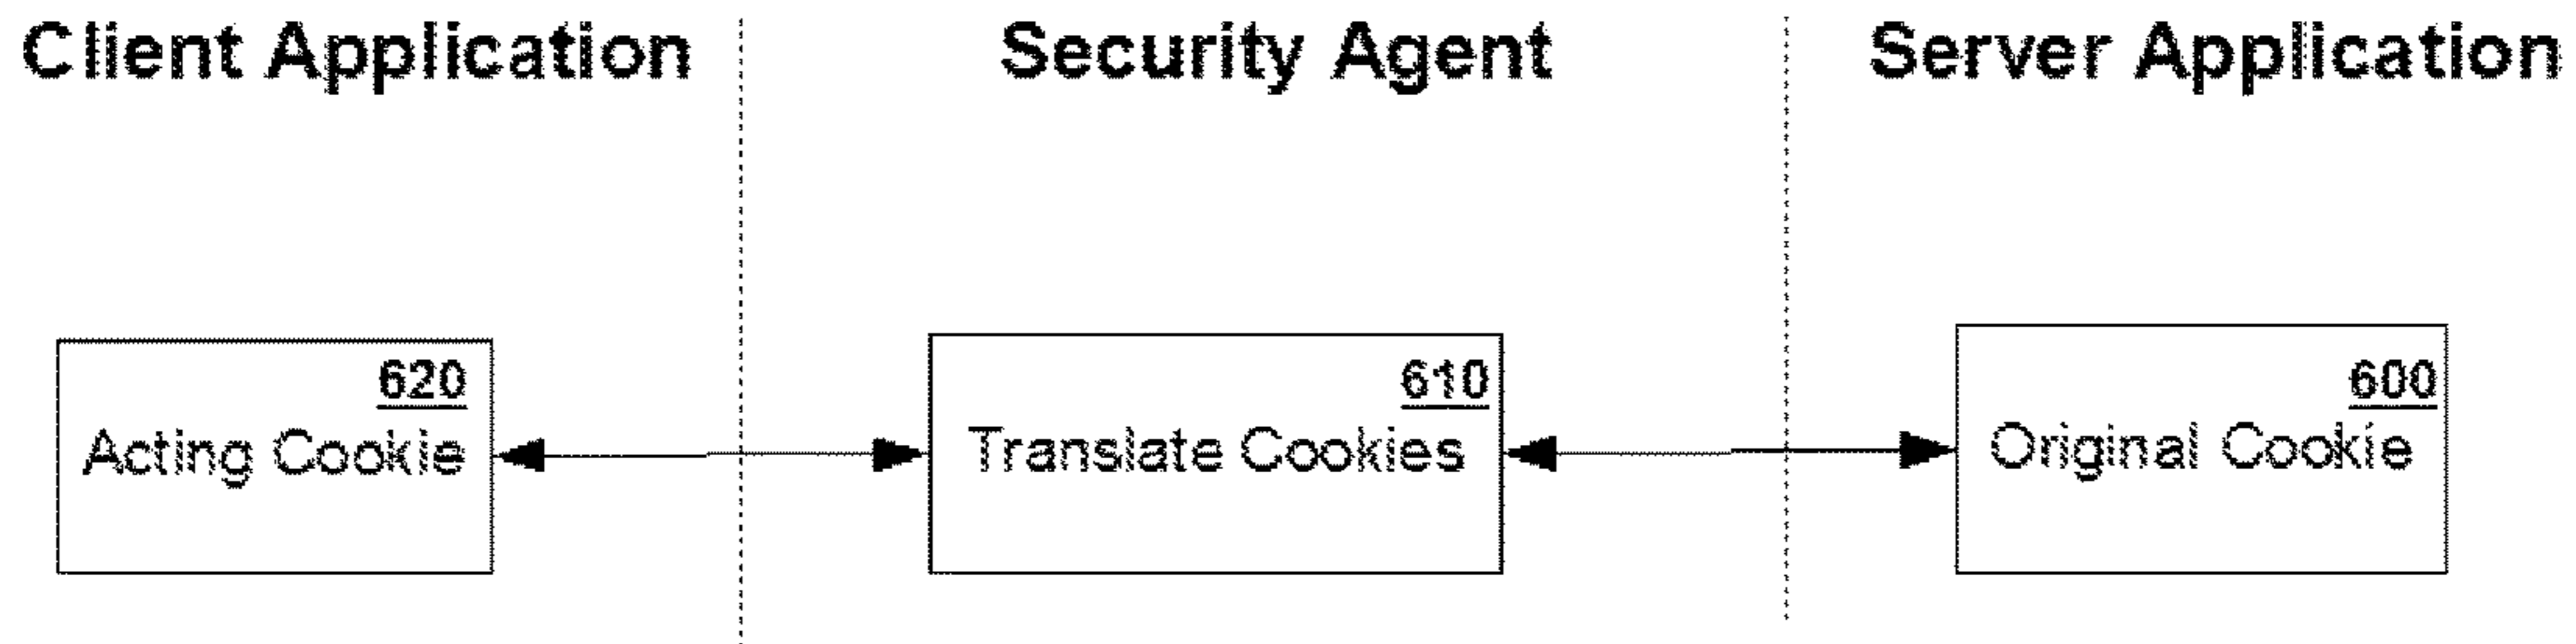 Client Application
Security Agent
Server Application
620
Acting Cookie
610
Translate Cookies
600
Original Cookie